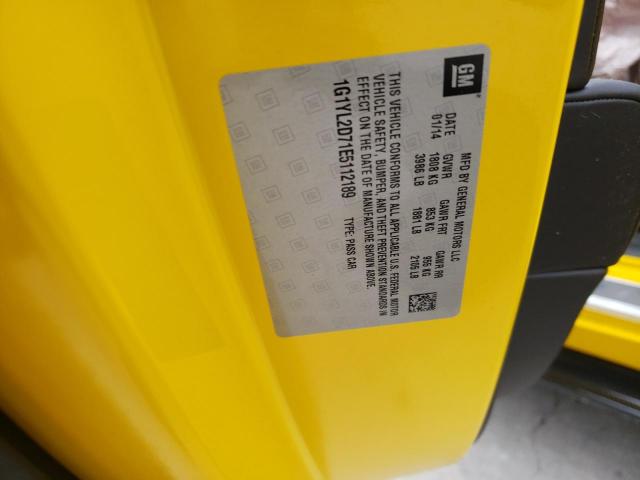 GM
MFD BY GENERAL MOTORS LLC
DATE GVWR GAWR FRT GAWR RR
01/14 1808 KG 853 KG 955 KG
3986 LB 1881 LB 2105 LB
THIS VEHICLE CONFORMS TO ALL APPLICABLE U.S. FEDERAL MOTOR
VEHICLE SAFETY, BUMPER, AND THEFT PREVENTION STANDARDS IN
EFFECT ON THE DATE OF MANUFACTURE SHOWN ABOVE.
1G1YL2D71E5112189 TYPE: PASS CAR